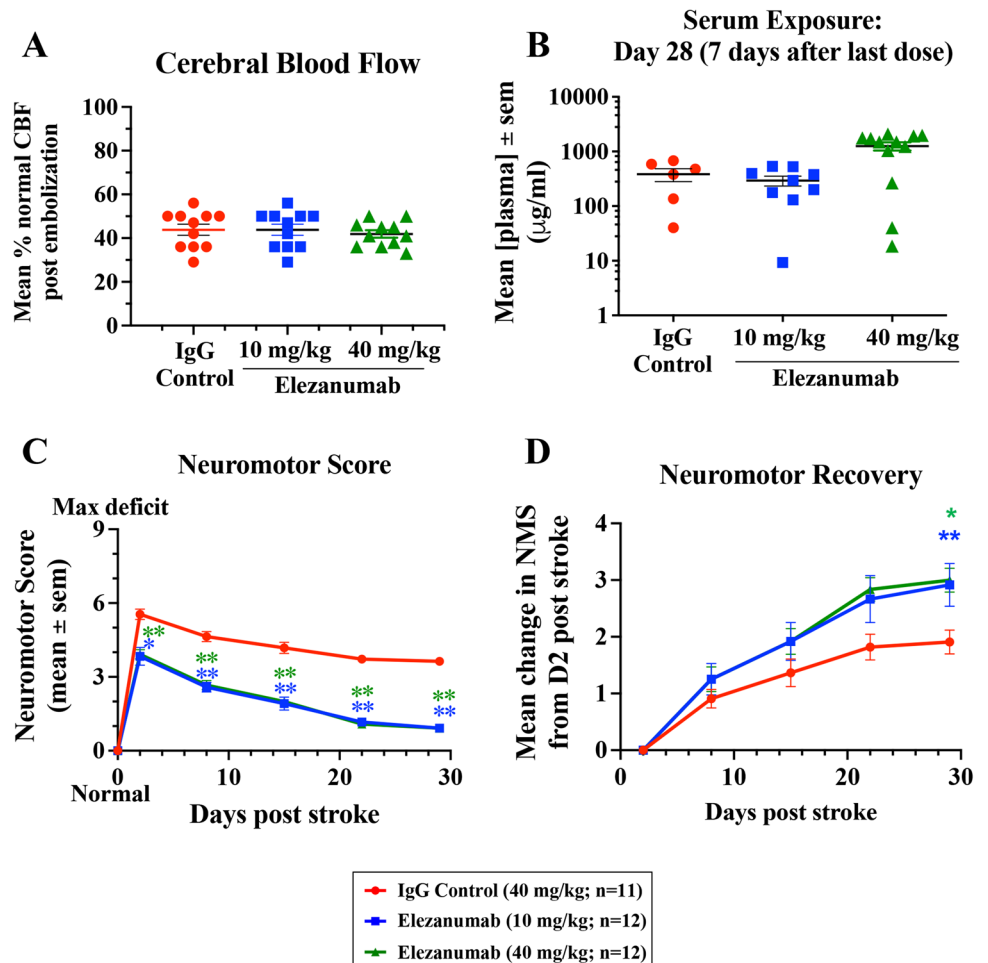 A
Cerebral Blood Flow
Mean % normal CBF
post embolization
100
80
60
40
20
0
IgG
Control
10 mg/kg
40 mg/kg
Elezanumab
B
Serum Exposure:
Day 28 (7 days after last dose)
Mean [plasma] ± sem
(μg/ml)
10000
1000
100
10
1
IgG
Control
10 mg/kg
40 mg/kg
Elezanumab
C
Neuromotor Score
Max deficit
Neuromotor Score
(mean ± sem)
9
6
3
0
**
*
**
**
**
**
**
**
**
**
0
10
20
30
Normal
Days post stroke
D
Neuromotor Recovery
Mean change in NMS
from D2 post stroke
4
3
2
1
0
*
**
0
10
20
30
Days post stroke
IgG Control (40 mg/kg; n=11)
Elezanumab (10 mg/kg; n=12)
Elezanumab (40 mg/kg; n=12)